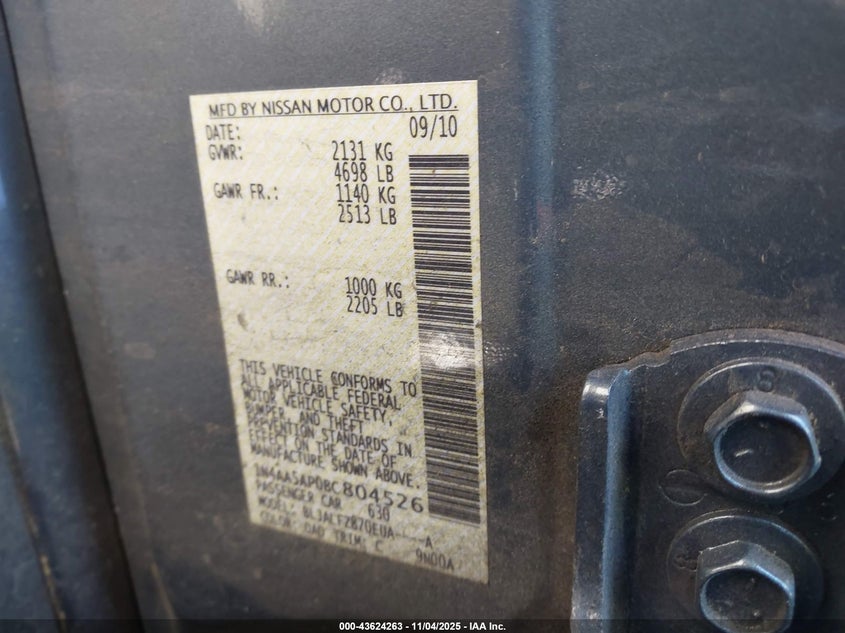 MFD BY NISSAN MOTOR CO., LTD.
DATE: 09/10
GVWR: 2131 KG
4698 LB
GAWR FR.: 1140 KG
2513 LB
GAWR RR.: 1000 KG
2205 LB
THIS VEHICLE CONFORMS TO
ALL APPLICABLE FEDERAL
MOTOR VEHICLE SAFETY,
BUMPER, AND THEFT
PREVENTION STANDARDS IN
EFFECT ON THE DATE OF
MANUFACTURE SHOWN ABOVE.
1N4AA5AP0BC804526
PASSENGER CAR 630
MODEL: A
COLOR: TRIM: 9N00A
000-43624263 - 11/04/2025 - IAA Inc.